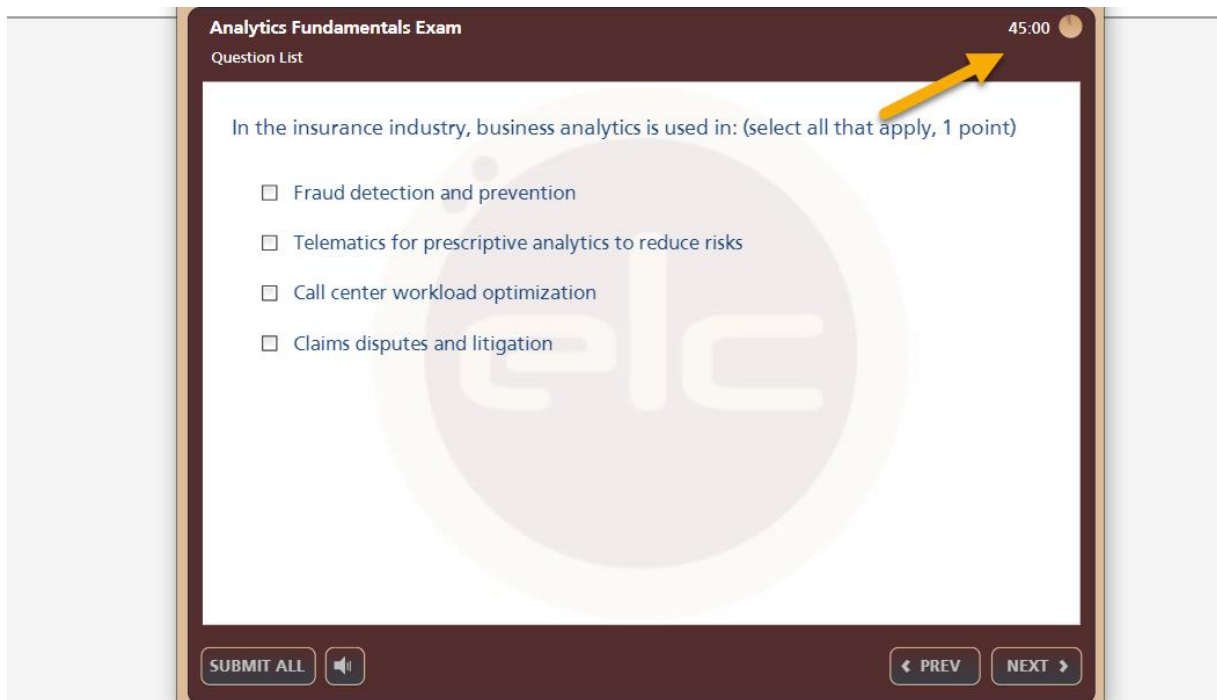 Analytics Fundamentals Exam
45:00
Question List
In the insurance industry, business analytics is used in: (select all that apply, 1 point)
Fraud detection and prevention
Telematics for prescriptive analytics to reduce risks
Call center workload optimization
Claims disputes and litigation
elc
SUBMIT ALL
PREV
NEXT